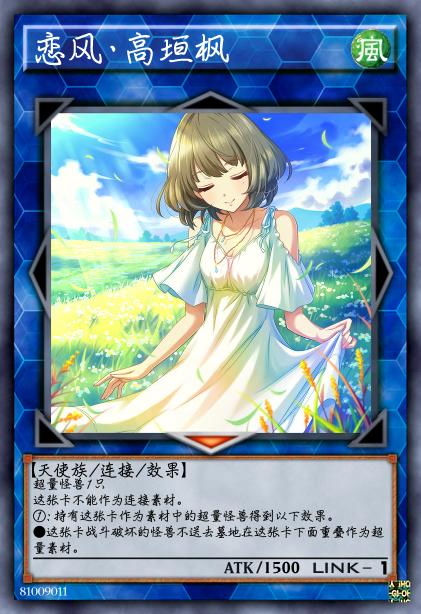 恋风·高垣枫
風
【天使族/连接/效果】
超量怪兽1只
这张卡不能作为连接素材。
①:持有这张卡作为素材中的超量怪兽得到以下效果。
●这张卡战斗破坏的怪兽不送去墓地在这张卡下面重叠作为超
量素材。
ATK/1500 LINK-1
81009011